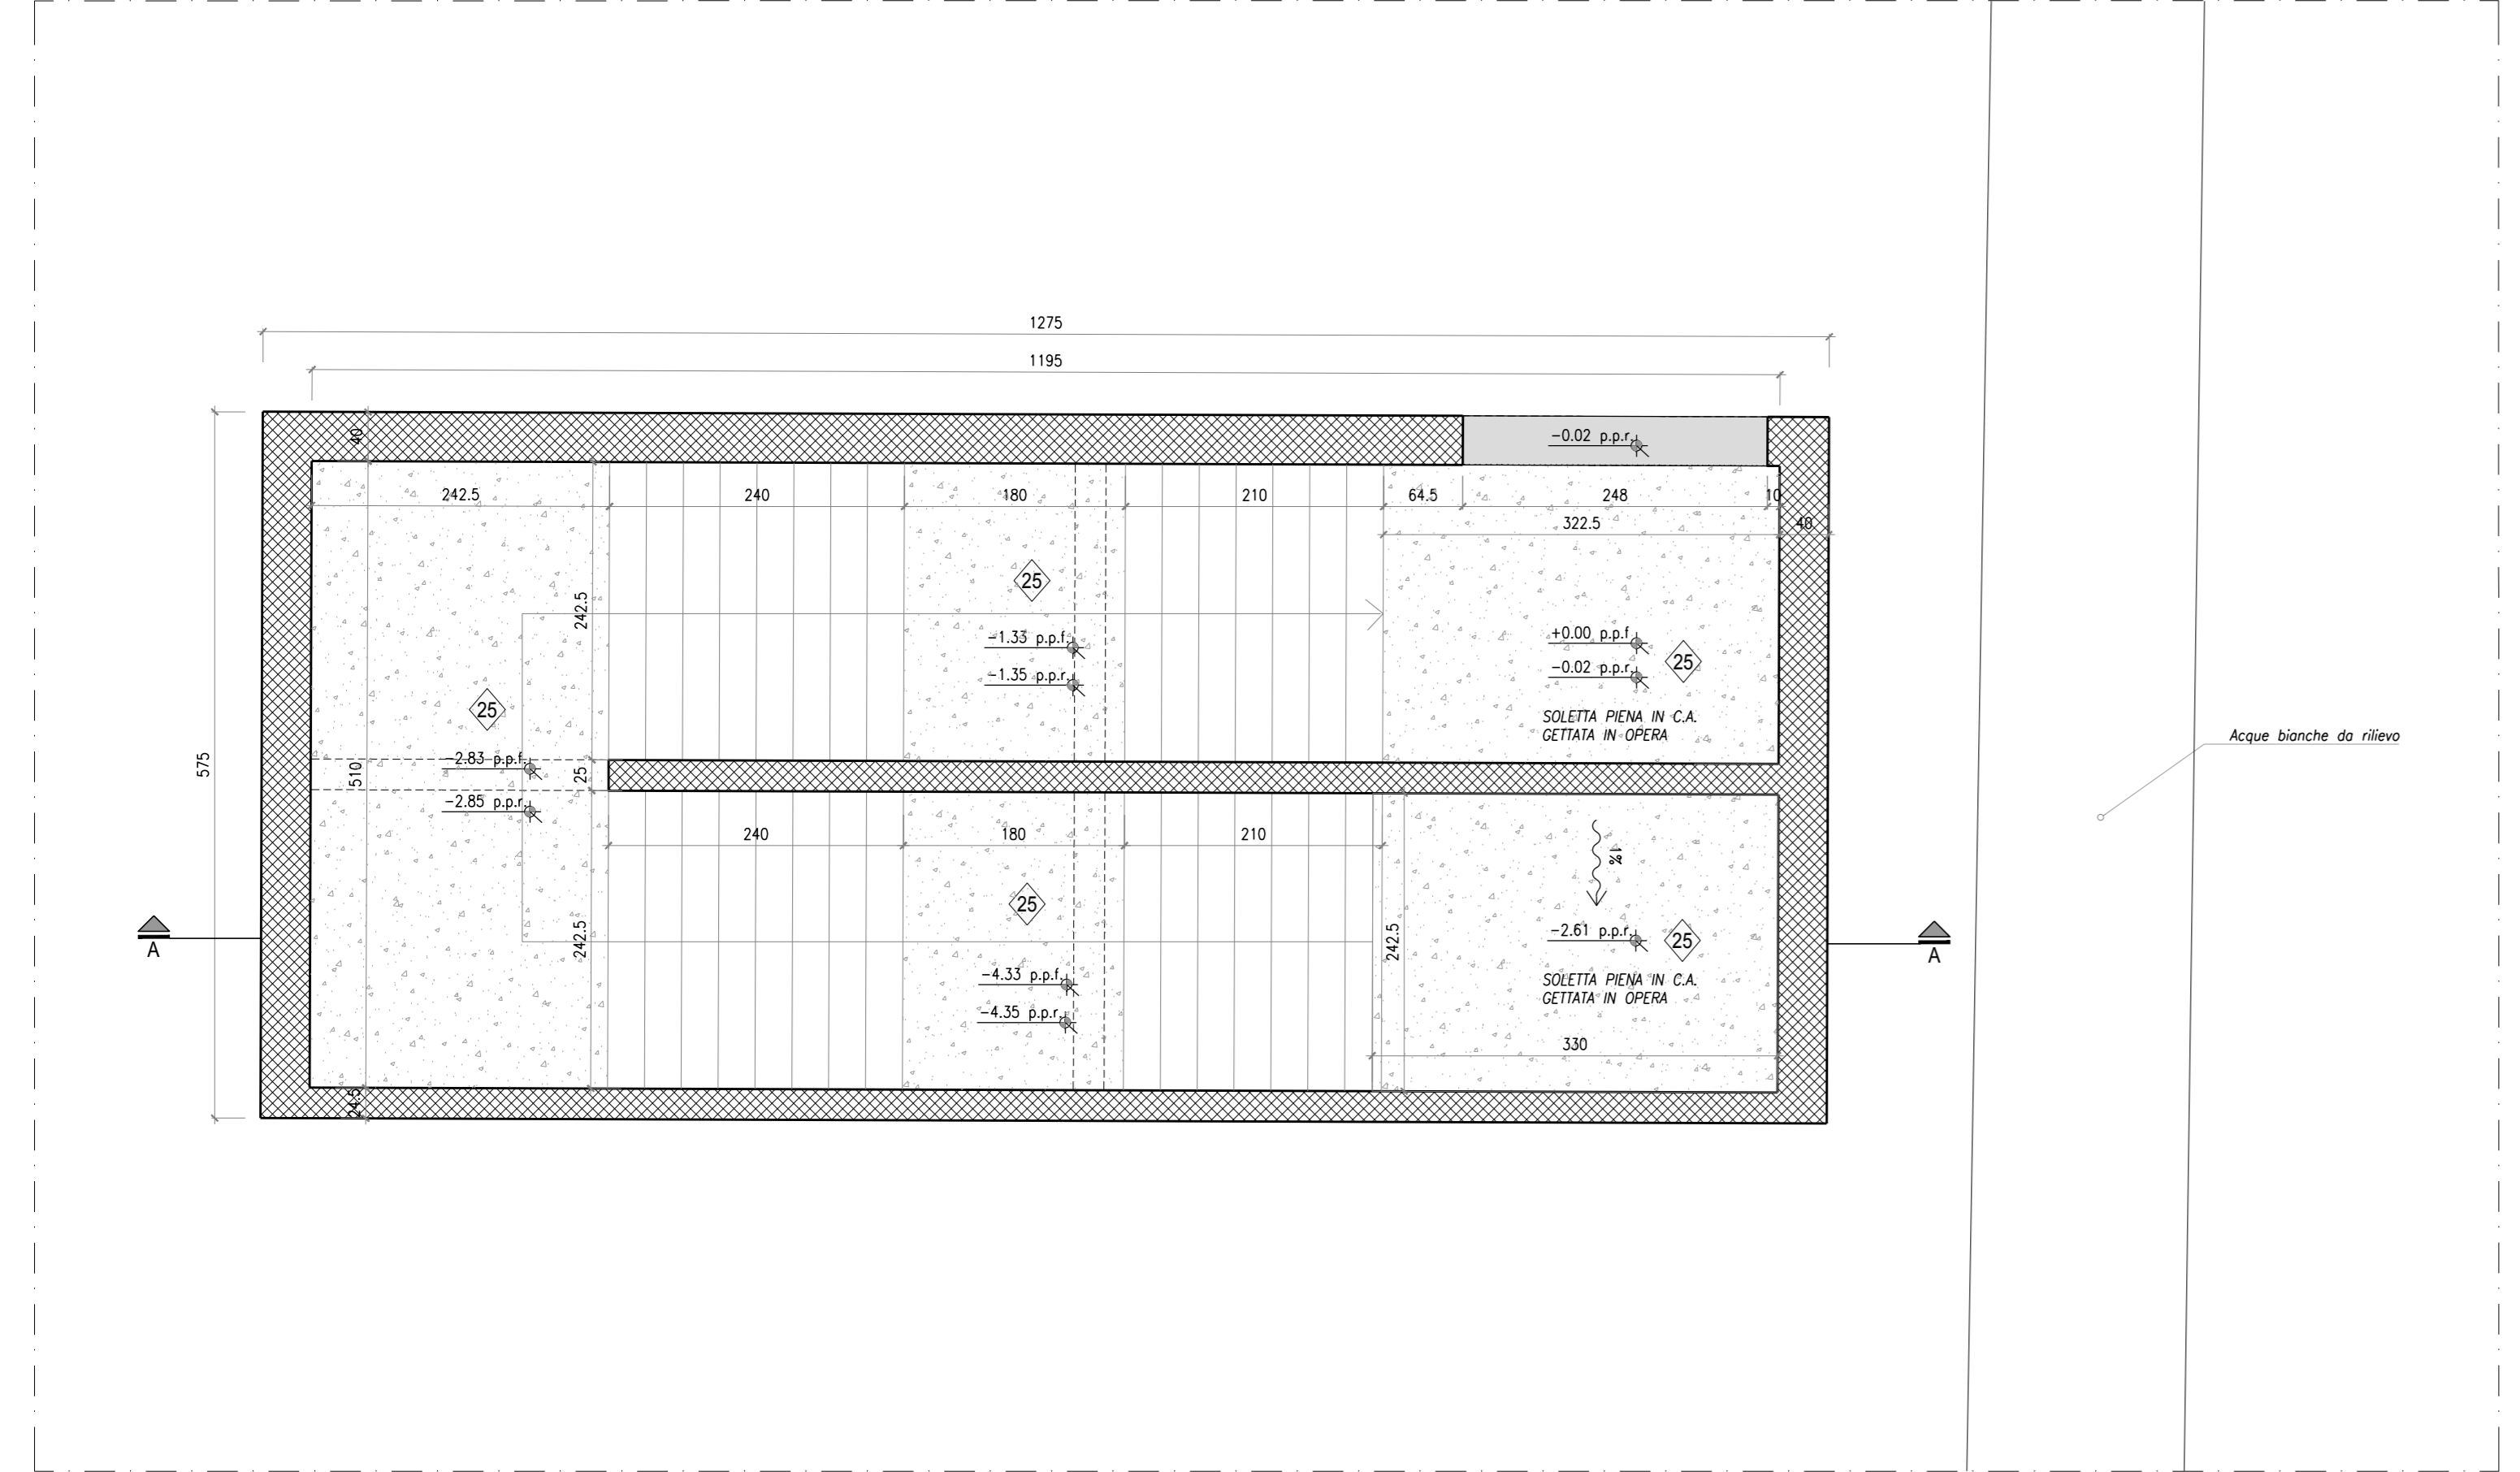 1275
1195
40
-0.02 p.p.r.
242.5
240
180
210
64.5
248
10
322.5
40
25
242.5
-1.33 p.p.f.
-1.35 p.p.r.
+0.00 p.p.f.
-0.02 p.p.r.
25
SOLETTA PIENA IN C.A.
GETTATA IN OPERA
25
-2.83 p.p.f.
-2.85 p.p.r.
575
510
25
Acque bianche da rilievo
240
180
210
1%
25
242.5
242.5
-2.61 p.p.r.
25
-4.33 p.p.f.
-4.35 p.p.r.
SOLETTA PIENA IN C.A.
GETTATA IN OPERA
330
24.5
A
A